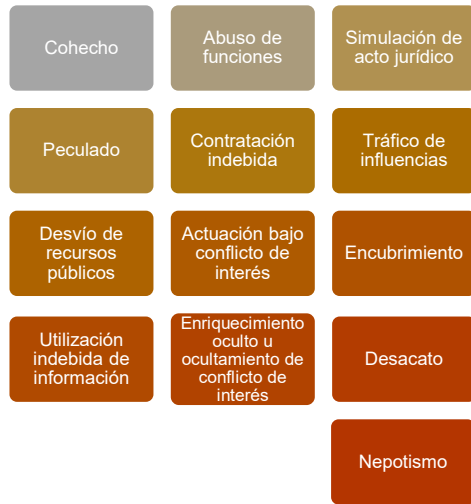 Cohecho
Abuso de
funciones
Simulación de
acto jurídico
Peculado
Contratación
indebida
Tráfico de
influencias
Desvío de
recursos
públicos
Actuación bajo
conflicto de
interés
Encubrimiento
Utilización
indebida de
información
Enriquecimiento
oculto u
ocultamiento de
conflicto de
interés
Desacato
Nepotismo